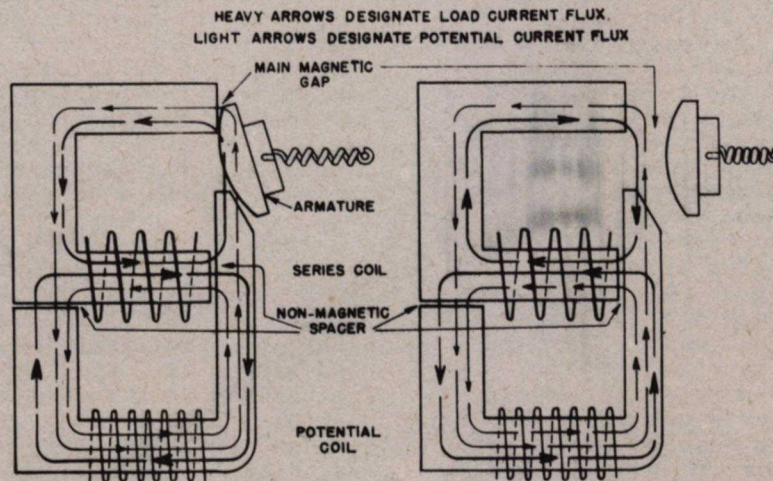 HEAVY ARROWS DESIGNATE LOAD CURRENT FLUX.
LIGHT ARROWS DESIGNATE POTENTIAL CURRENT FLUX
MAIN MAGNETIC
GAP
ARMATURE
SERIES COIL
NON-MAGNETIC
SPACER
POTENTIAL
COIL